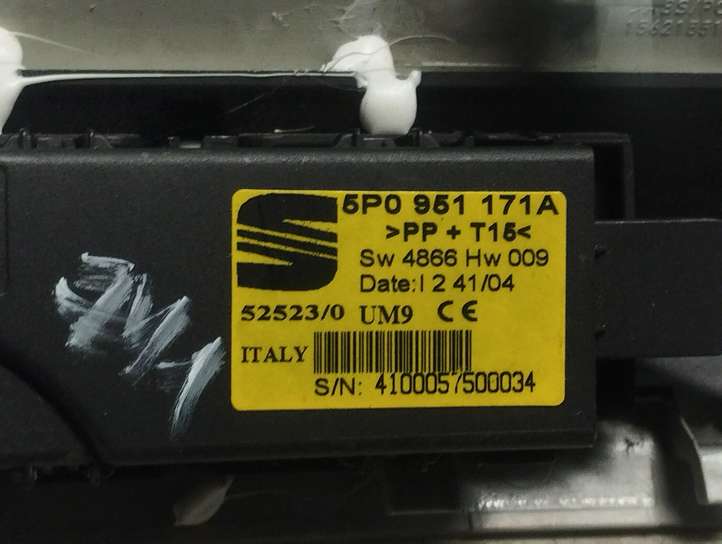 5P0 951 171A
>PP + T15<
Sw 4866 Hw 009
Date:I 2 41/04
52523/0 UM9 CE
ITALY
S/N: 4100057500034